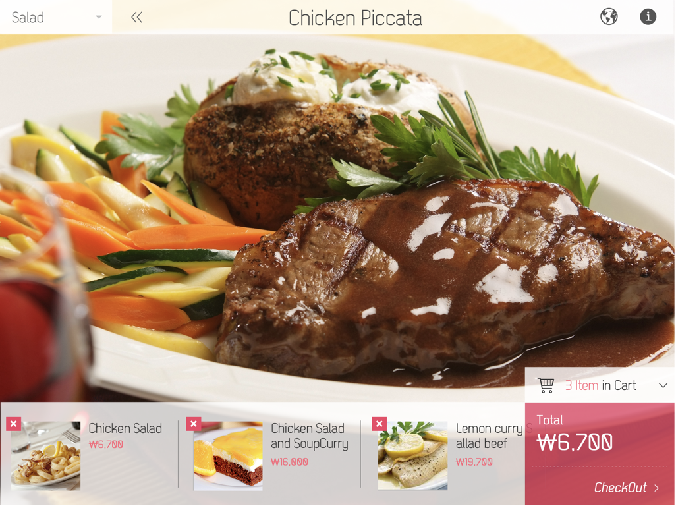 Salad
Chicken Piccata
3 Item in Cart
Chicken Salad
₩6,700
Chicken Salad
and SoupCurry
₩16,000
Lemon curry S
allad beef
₩19,700
Total
₩6,700
CheckOut >